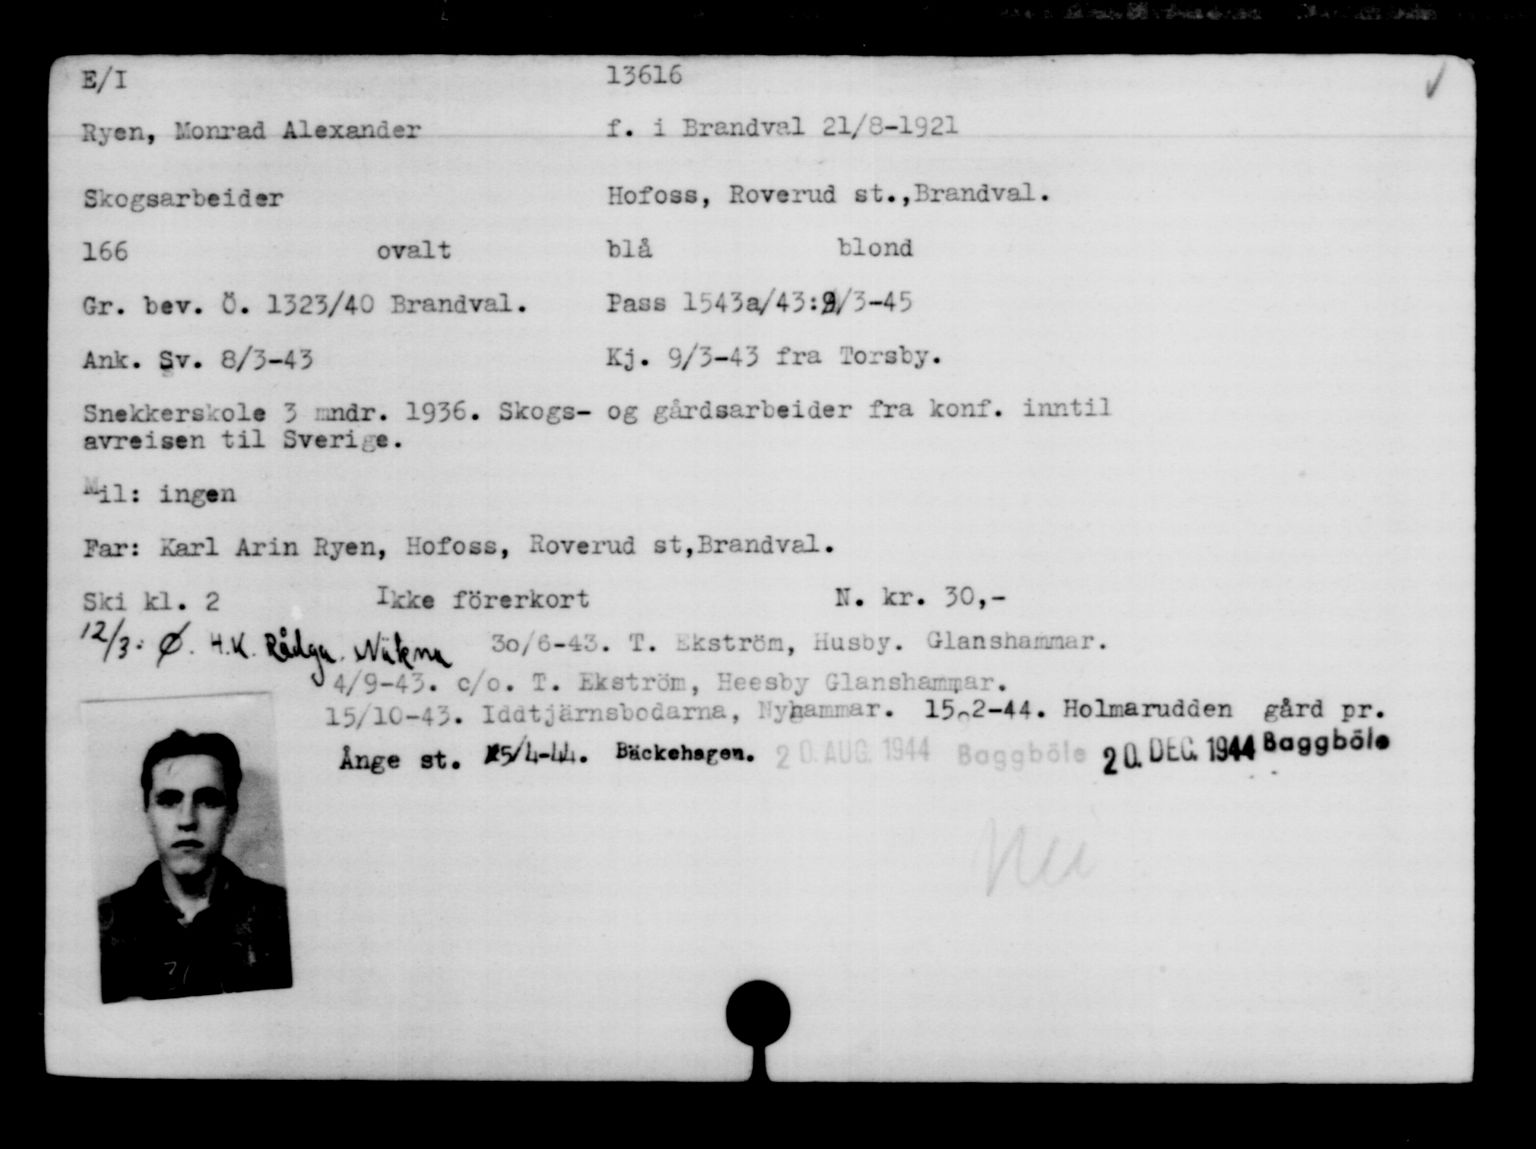 E/I 13616
Ryen, Monrad Alexander f. i Brandval 21/8-1921
Skogsarbeider Hofoss, Roverud st.,Brandval.
166 ovalt blå blond
Gr. bev. Ö. 1323/40 Brandval. Pass 1543a/43:9/3-45
Ank. Sv. 8/3-43 Kj. 9/3-43 fra Torsby.
Snekkerskole 3 mndr. 1936. Skogs- og gårdsarbeider fra konf. inntil
avreisen til Sverige.
Mil: ingen
Far: Karl Arin Ryen, Hofoss, Roverud st,Brandval.
Ski kl. 2 Ikke förerkort N. kr. 30,-
12/3: Ø. H.K. Rådga. Näkna 30/6-43. T. Ekström, Husby. Glanshammar.
4/9-43. c/o. T. Ekström, Heesby Glanshammar.
15/10-43. Iddtjärnsbodarna, Nyhammar. 15-2-44. Holmarudden gård pr.
Ånge st. 15/4-44. Bäckehagen. 20. AUG. 1944 Baggböle 20. DEC. 1944 Baggböle
Nei